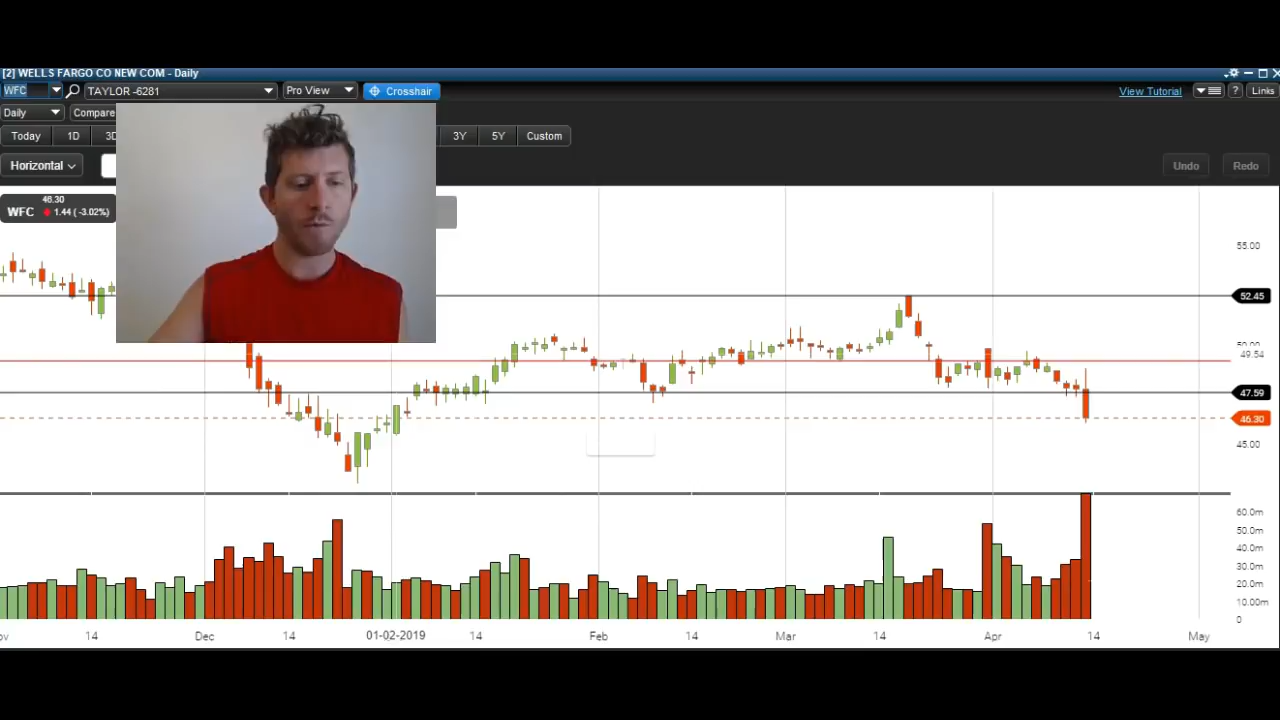 [2] WELLS FARGO CO NEW COM - Daily
WFC TAYLOR -6281 Pro View Crosshair View Tutorial ? Links
Daily Compare
Today 1D 3D 3Y 5Y Custom
Horizontal Undo Redo
46.30
WFC 1.44 (-3.02%)
55.00
52.45
50.00
49.54
47.59
46.30
45.00
60.0m
50.0m
40.0m
30.0m
20.0m
10.00m
0
14 Dec 14 01-02-2019 14 Feb 14 Mar 14 Apr 14 May